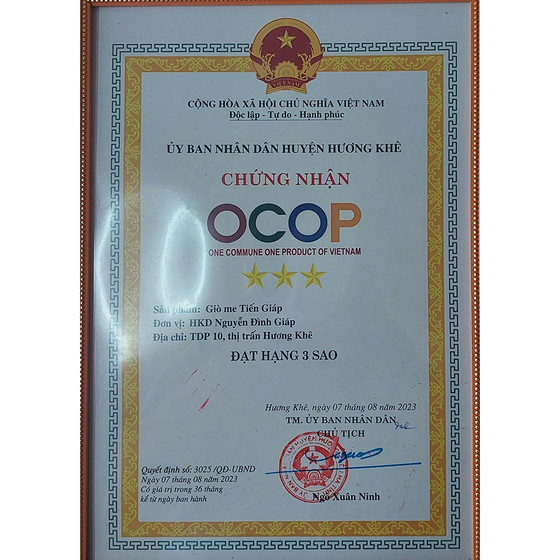 VIỆT NAM
CỘNG HÒA XÃ HỘI CHỦ NGHĨA VIỆT NAM
Độc lập - Tự do - Hạnh phúc
ỦY BAN NHÂN DÂN HUYỆN HƯƠNG KHÊ
CHỨNG NHẬN
OCOP
ONE COMMUNE ONE PRODUCT OF VIETNAM
Sản phẩm: Giò me Tiến Giáp
Đơn vị: HKD Nguyễn Đình Giáp
Địa chỉ: TDP 10, thị trấn Hương Khê
ĐẠT HẠNG 3 SAO
Hương Khê, ngày 07 tháng 08 năm 2023
TM. ỦY BAN NHÂN DÂN
CHỦ TỊCH
Quyết định số: 3025 /QĐ-UBND
Ngày 07 tháng 08 năm 2023
Có giá trị trong 36 tháng
kể từ ngày ban hành
Ngô Xuân Ninh